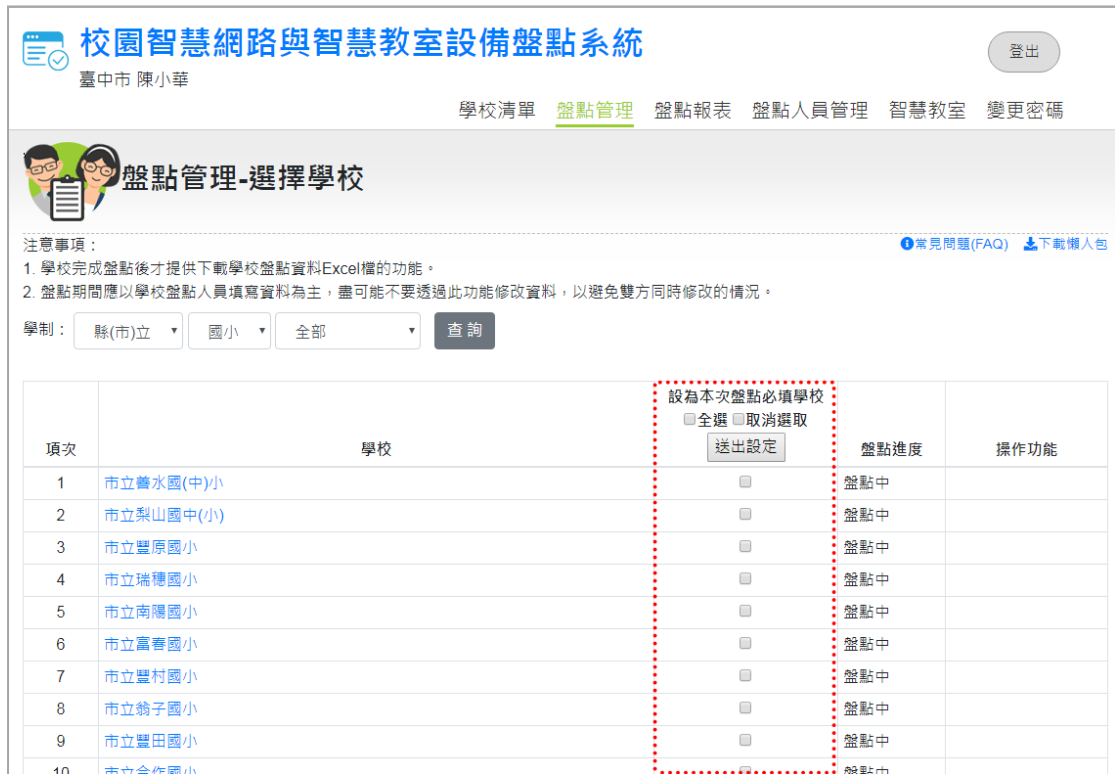 校園智慧網路與智慧教室設備盤點系統
登出
臺中市 陳小華
學校清單 盤點管理 盤點報表 盤點人員管理 智慧教室 變更密碼
盤點管理-選擇學校
注意事項： 常見問題(FAQ) 下載懶人包
1. 學校完成盤點後才提供下載學校盤點資料Excel檔的功能。
2. 盤點期間應以學校盤點人員填寫資料為主，盡可能不要透過此功能修改資料，以避免雙方同時修改的情況。
學制： 縣(市)立 國小 全部 查詢
設為本次盤點必填學校
全選 取消選取
項次 學校 送出設定 盤點進度 操作功能
1 市立善水國(中)小 盤點中
2 市立梨山國中(小) 盤點中
3 市立豐原國小 盤點中
4 市立瑞穗國小 盤點中
5 市立南陽國小 盤點中
6 市立富春國小 盤點中
7 市立豐村國小 盤點中
8 市立翁子國小 盤點中
9 市立豐田國小 盤點中
10 市立合作國小 盤點中